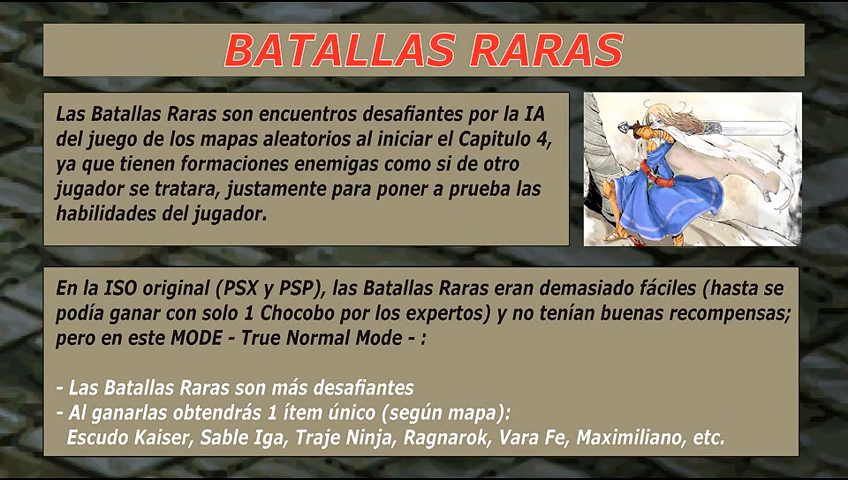 BATALLAS RARAS
Las Batallas Raras son encuentros desafiantes por la IA
del juego de los mapas aleatorios al iniciar el Capitulo 4,
ya que tienen formaciones enemigas como si de otro
jugador se tratara, justamente para poner a prueba las
habilidades del jugador.
En la ISO original (PSX y PSP), las Batallas Raras eran demasiado fáciles (hasta se
podía ganar con solo 1 Chocobo por los expertos) y no tenían buenas recompensas;
pero en este MODE - True Normal Mode - :
- Las Batallas Raras son más desafiantes
- Al ganarlas obtendrás 1 ítem único (según mapa):
Escudo Kaiser, Sable Iga, Traje Ninja, Ragnarok, Vara Fe, Maximiliano, etc.